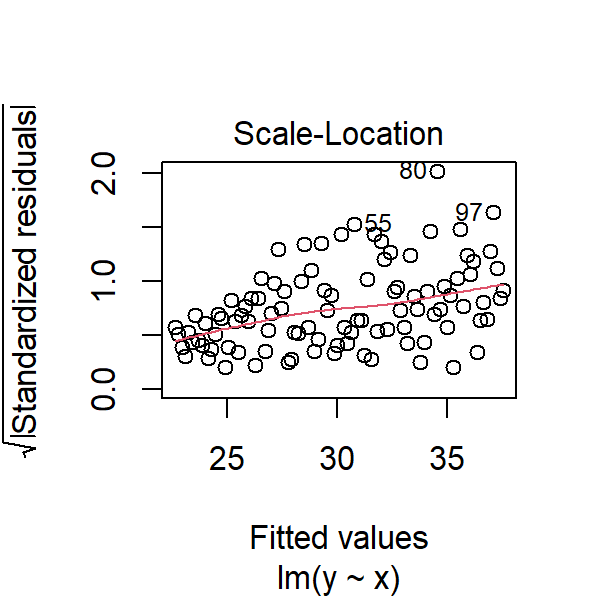 Scale-Location
√|Standardized residuals|
2.0
1.0
0.0
80
97
55
25 30 35
Fitted values
lm(y ~ x)